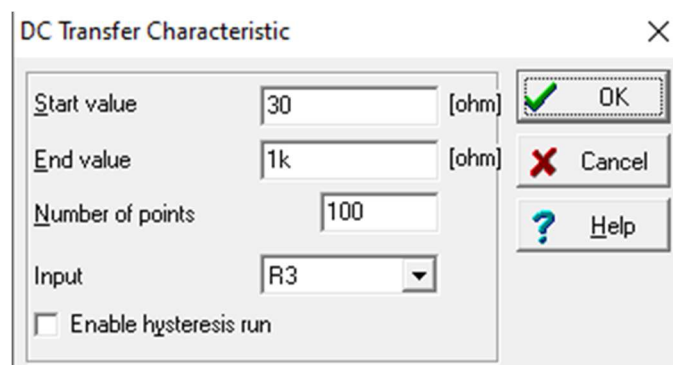 DC Transfer Characteristic
Start value 30 [ohm] OK
End value 1k [ohm] Cancel
Number of points 100 Help
Input R3
Enable hysteresis run